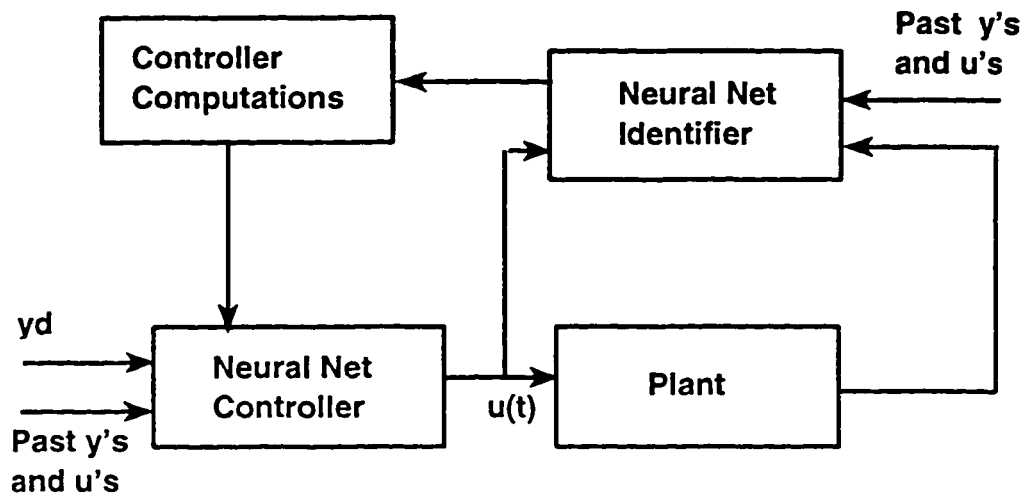 Controller
Computations
Neural Net
Identifier
Past y's
and u's
yd
Neural Net
Controller
u(t)
Plant
Past y's
and u's